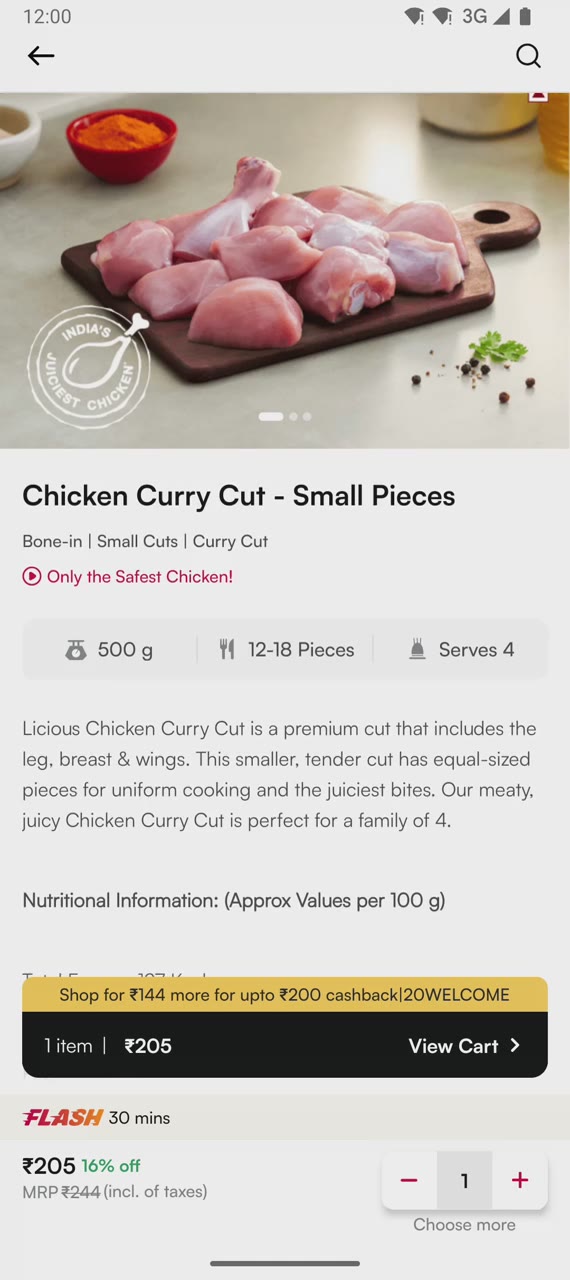 12:00
3G
INDIA'S
JUICIEST CHICKEN
Chicken Curry Cut - Small Pieces
Bone-in | Small Cuts | Curry Cut
Only the Safest Chicken!
500 g
12-18 Pieces
Serves 4
Licious Chicken Curry Cut is a premium cut that includes the
leg, breast & wings. This smaller, tender cut has equal-sized
pieces for uniform cooking and the juiciest bites. Our meaty,
juicy Chicken Curry Cut is perfect for a family of 4.
Nutritional Information: (Approx Values per 100 g)
Shop for ₹144 more for upto ₹200 cashback|20WELCOME
1 item | ₹205
View Cart
FLASH 30 mins
₹205 16% off
MRP ₹244 (incl. of taxes)
1
Choose more